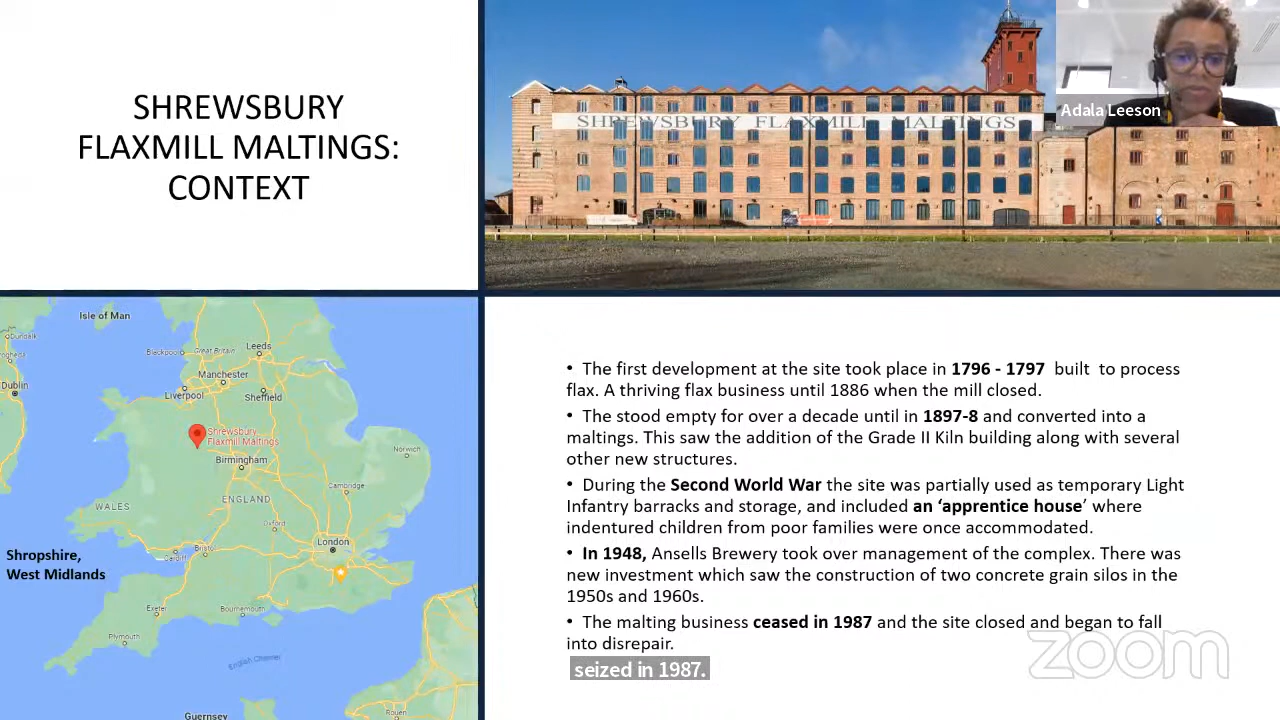 SHREWSBURY
FLAXMILL MALTINGS:
CONTEXT
SHREWSBURY FLAXMILL MALTINGS
Adala Leeson
Isle of Man
Dundalk
Dublin
Blackpool
Great Britain
Leeds
Manchester
Liverpool
Sheffield
Shrewsbury
Flaxmill Maltings
Birmingham
Norwich
Cambridge
WALES
ENGLAND
Oxford
London
Cardiff
Bristol
Exeter
Bournemouth
Plymouth
English Channel
Guernsey
Rouen
Shropshire,
West Midlands
• The first development at the site took place in 1796 - 1797 built to process
flax. A thriving flax business until 1886 when the mill closed.
• The stood empty for over a decade until in 1897-8 and converted into a
maltings. This saw the addition of the Grade II Kiln building along with several
other new structures.
• During the Second World War the site was partially used as temporary Light
Infantry barracks and storage, and included an ‘apprentice house’ where
indentured children from poor families were once accommodated.
• In 1948, Ansells Brewery took over management of the complex. There was
new investment which saw the construction of two concrete grain silos in the
1950s and 1960s.
• The malting business ceased in 1987 and the site closed and began to fall
into disrepair.
seized in 1987.
zoom